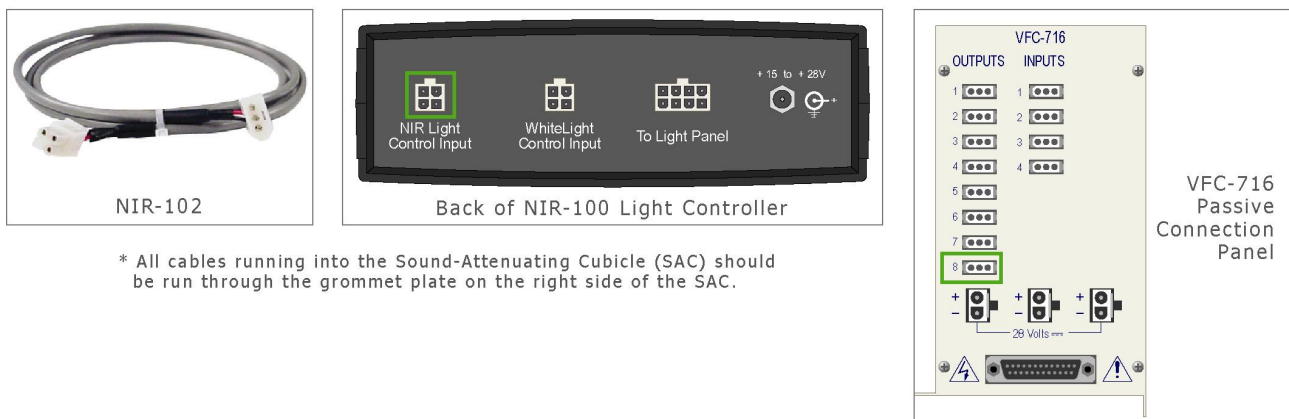 NIR-102
NIR Light
Control Input
WhiteLight
Control Input
To Light Panel
+ 15 to + 28V
+
Back of NIR-100 Light Controller
* All cables running into the Sound-Attenuating Cubicle (SAC) should
be run through the grommet plate on the right side of the SAC.
VFC-716
OUTPUTS INPUTS
1 1
2 2
3 3
4 4
5
6
7
8
+ + +
– – –
28 Volts
VFC-716
Passive
Connection
Panel